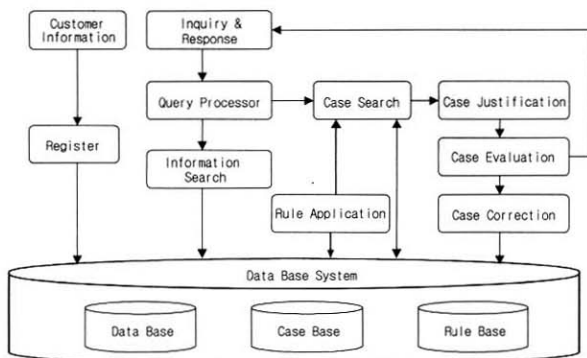 Customer
Information
Inquiry &
Response
Query Processor
Case Search
Case Justification
Register
Information
Search
Case Evaluation
Rule Application
Case Correction
Data Base System
Data Base
Case Base
Rule Base